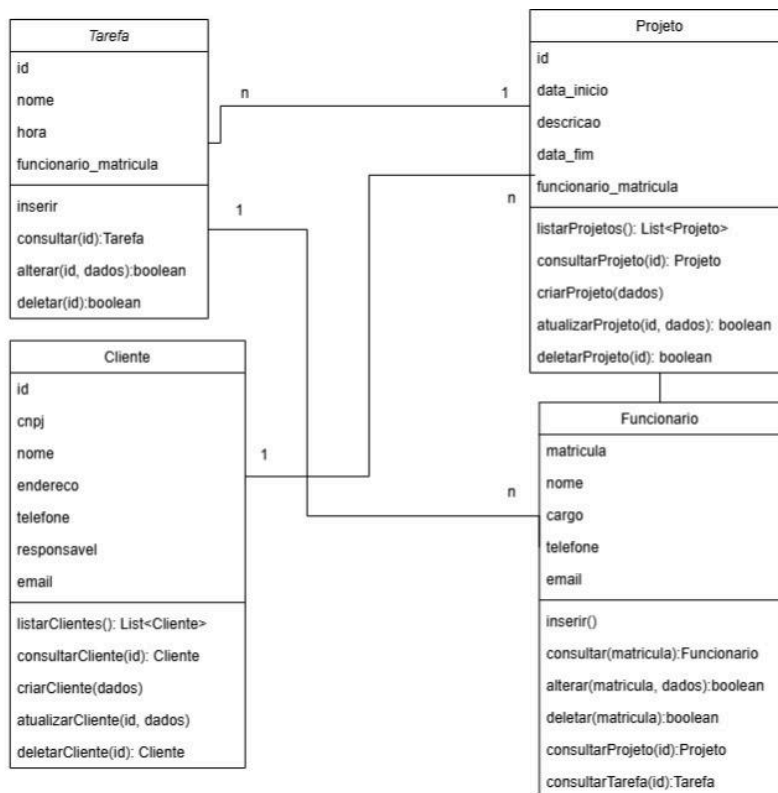 Tarefa
id
nome
hora
funcionario_matricula
inserir
consultar(id):Tarefa
alterar(id, dados):boolean
deletar(id):boolean
n
1
Projeto
id
data_inicio
descricao
data_fim
funcionario_matricula
listarProjetos(): List<Projeto>
consultarProjeto(id): Projeto
criarProjeto(dados)
atualizarProjeto(id, dados): boolean
deletarProjeto(id): boolean
1
n
Cliente
id
cnpj
nome
endereco
telefone
responsavel
email
listarClientes(): List<Cliente>
consultarCliente(id): Cliente
criarCliente(dados)
atualizarCliente(id, dados)
deletarCliente(id): Cliente
1
n
Funcionario
matricula
nome
cargo
telefone
email
inserir()
consultar(matricula):Funcionario
alterar(matricula, dados):boolean
deletar(matricula):boolean
consultarProjeto(id):Projeto
consultarTarefa(id):Tarefa